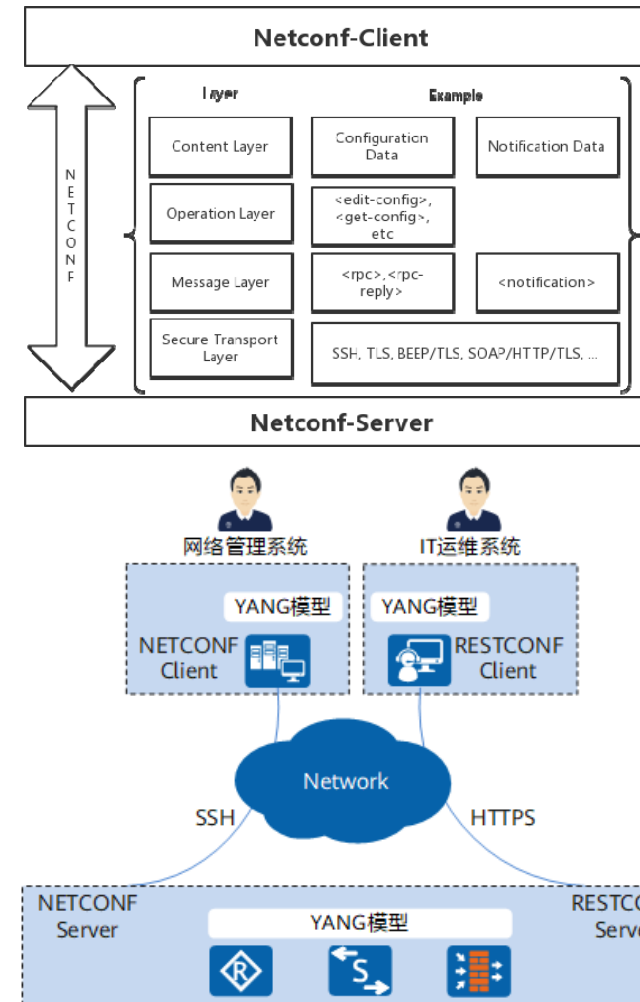 Netconf-Client
Layer
Example
NETCONF
Content Layer
Configuration
Data
Notification Data
Operation Layer
<edit-config>,
<get-config>,
etc
Message Layer
<rpc>,<rpc-
reply>
<notification>
Secure Transport
Layer
SSH, TLS, BEEP/TLS, SOAP/HTTP/TLS, ...
Netconf-Server
网络管理系统
IT运维系统
YANG模型
YANG模型
NETCONF
Client
RESTCONF
Client
Network
SSH
HTTPS
NETCONF
Server
YANG模型
R
S